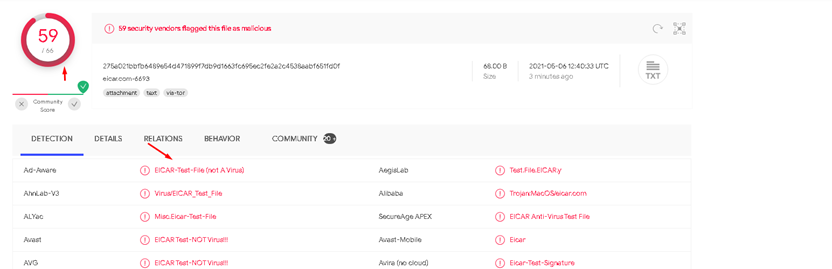 59
/ 66
Community
Score
59 security vendors flagged this file as malicious
275a021bbfb6489e54d471899f7db9d1663fc695ec2fe2a2c4538aabf651fd0f
eicar.com-6693
attachment text via-tor
68.00 B
Size
2021-05-06 12:40:33 UTC
3 minutes ago
TXT
DETECTION DETAILS RELATIONS BEHAVIOR COMMUNITY 20+
Ad-Aware EICAR-Test-File (not A Virus) AegisLab Test.File.EICAR.y
AhnLab-V3 Virus/EICAR_Test_File Alibaba Trojan:MacOS/eicar.com
ALYac Misc.Eicar-Test-File SecureAge APEX EICAR Anti-Virus Test File
Avast EICAR Test-NOT Virus!!! Avast-Mobile Eicar
AVG EICAR Test-NOT Virus!!! Avira (no cloud) Eicar-Test-Signature